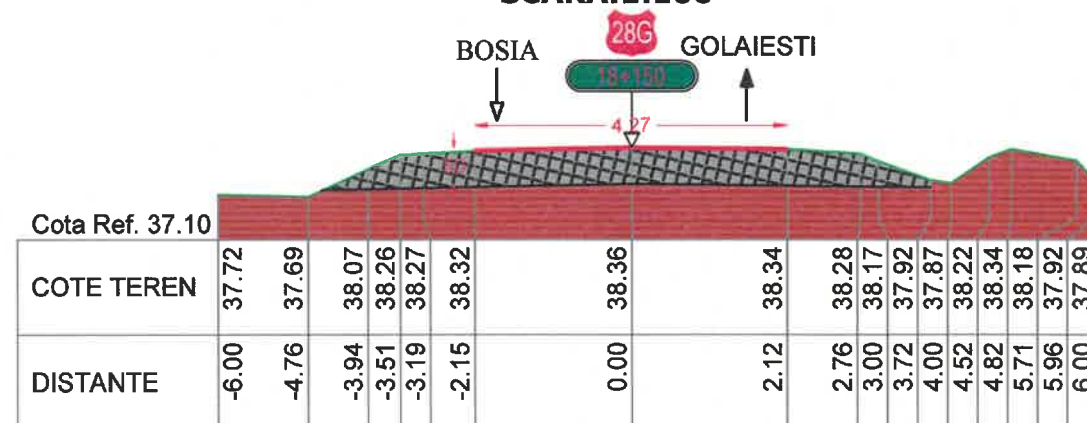 28G
BOSIA GOLAIESTI
18+150
4.27
Cota Ref. 37.10
COTE TEREN 37.72 37.69 38.07 38.26 38.27 38.32 38.36 38.34 38.28 38.17 37.92 37.87 38.22 38.34 38.18 37.92 37.89
DISTANTE -6.00 -4.76 -3.94 -3.51 -3.19 -2.15 0.00 2.12 2.76 3.00 3.72 4.00 4.52 4.82 5.71 5.96 6.00